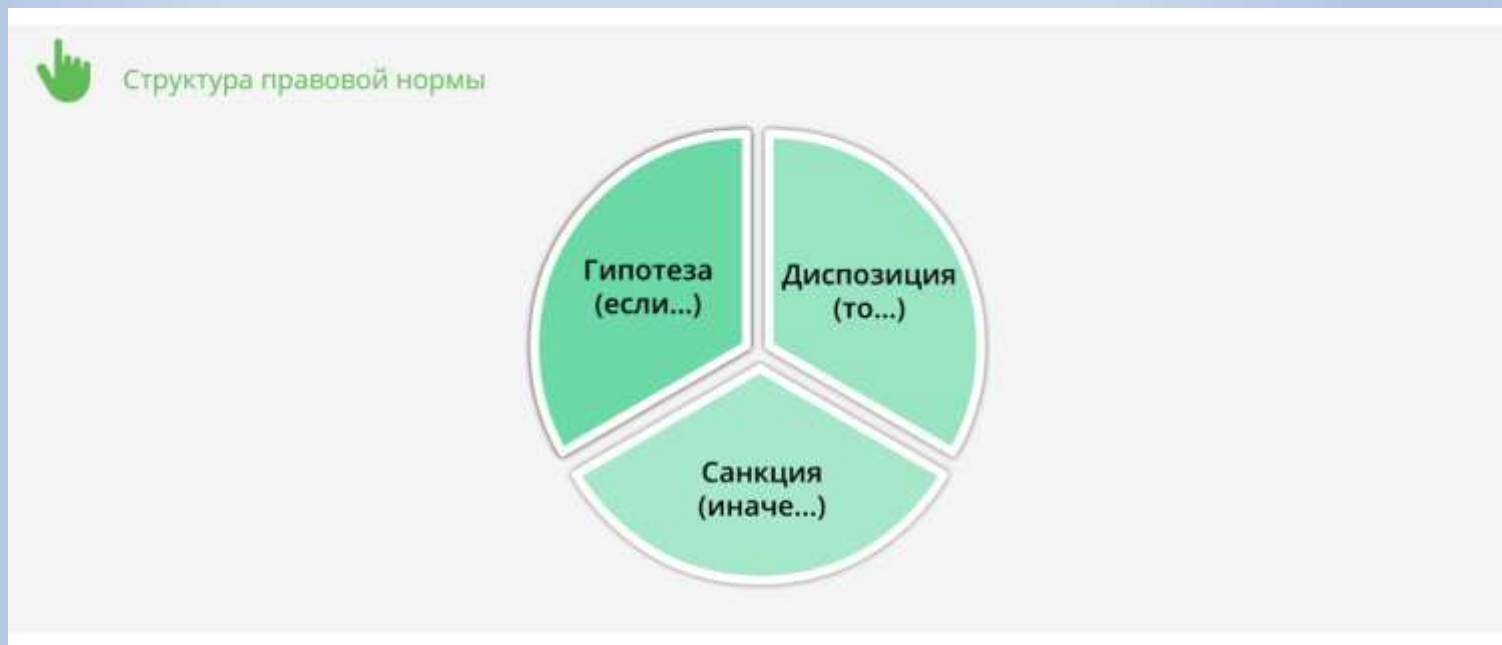 Структура правовой нормы
Гипотеза
(если...)
Диспозиция
(то...)
Санкция
(иначе...)